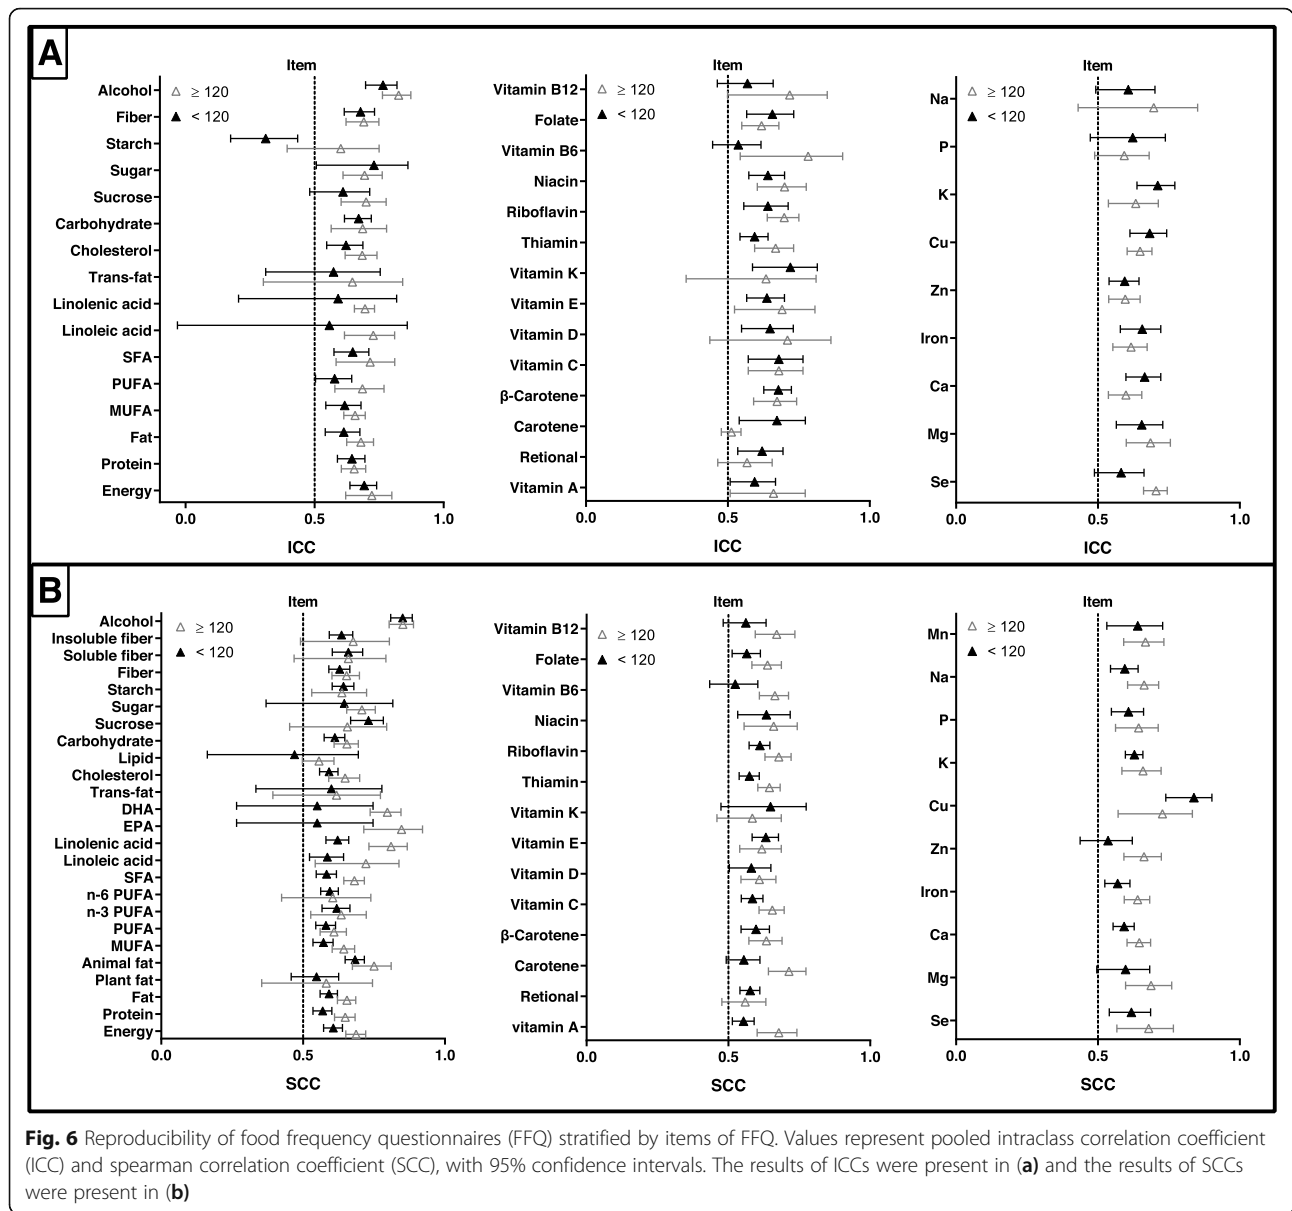 A
Item
≥ 120
< 120
Alcohol
Fiber
Starch
Sugar
Sucrose
Carbohydrate
Cholesterol
Trans-fat
Linolenic acid
Linoleic acid
SFA
PUFA
MUFA
Fat
Protein
Energy
0.0 0.5 1.0
ICC
Item
≥ 120
< 120
Vitamin B12
Folate
Vitamin B6
Niacin
Riboflavin
Thiamin
Vitamin K
Vitamin E
Vitamin D
Vitamin C
β-Carotene
Carotene
Retional
Vitamin A
0.0 0.5 1.0
ICC
Item
≥ 120
< 120
Na
P
K
Cu
Zn
Iron
Ca
Mg
Se
0.0 0.5 1.0
ICC
B
Item
≥ 120
< 120
Alcohol
Insoluble fiber
Soluble fiber
Fiber
Starch
Sugar
Sucrose
Carbohydrate
Lipid
Cholesterol
Trans-fat
DHA
EPA
Linolenic acid
Linoleic acid
SFA
n-6 PUFA
n-3 PUFA
PUFA
MUFA
Animal fat
Plant fat
Fat
Protein
Energy
0.0 0.5 1.0
SCC
Item
≥ 120
< 120
Vitamin B12
Folate
Vitamin B6
Niacin
Riboflavin
Thiamin
Vitamin K
Vitamin E
Vitamin D
Vitamin C
β-Carotene
Carotene
Retional
vitamin A
0.0 0.5 1.0
SCC
Item
≥ 120
< 120
Mn
Na
P
K
Cu
Zn
Iron
Ca
Mg
Se
0.0 0.5 1.0
SCC
Fig. 6 Reproducibility of food frequency questionnaires (FFQ) stratified by items of FFQ. Values represent pooled intraclass correlation coefficient
(ICC) and spearman correlation coefficient (SCC), with 95% confidence intervals. The results of ICCs were present in (a) and the results of SCCs
were present in (b)